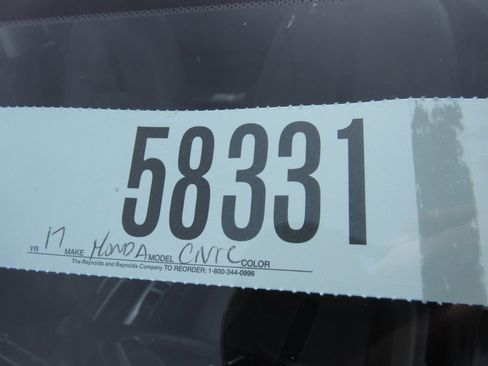 58331
YR 17 MAKE HONDA MODEL CIVIC COLOR
The Reynolds and Reynolds Company TO REORDER: 1-800-344-0996